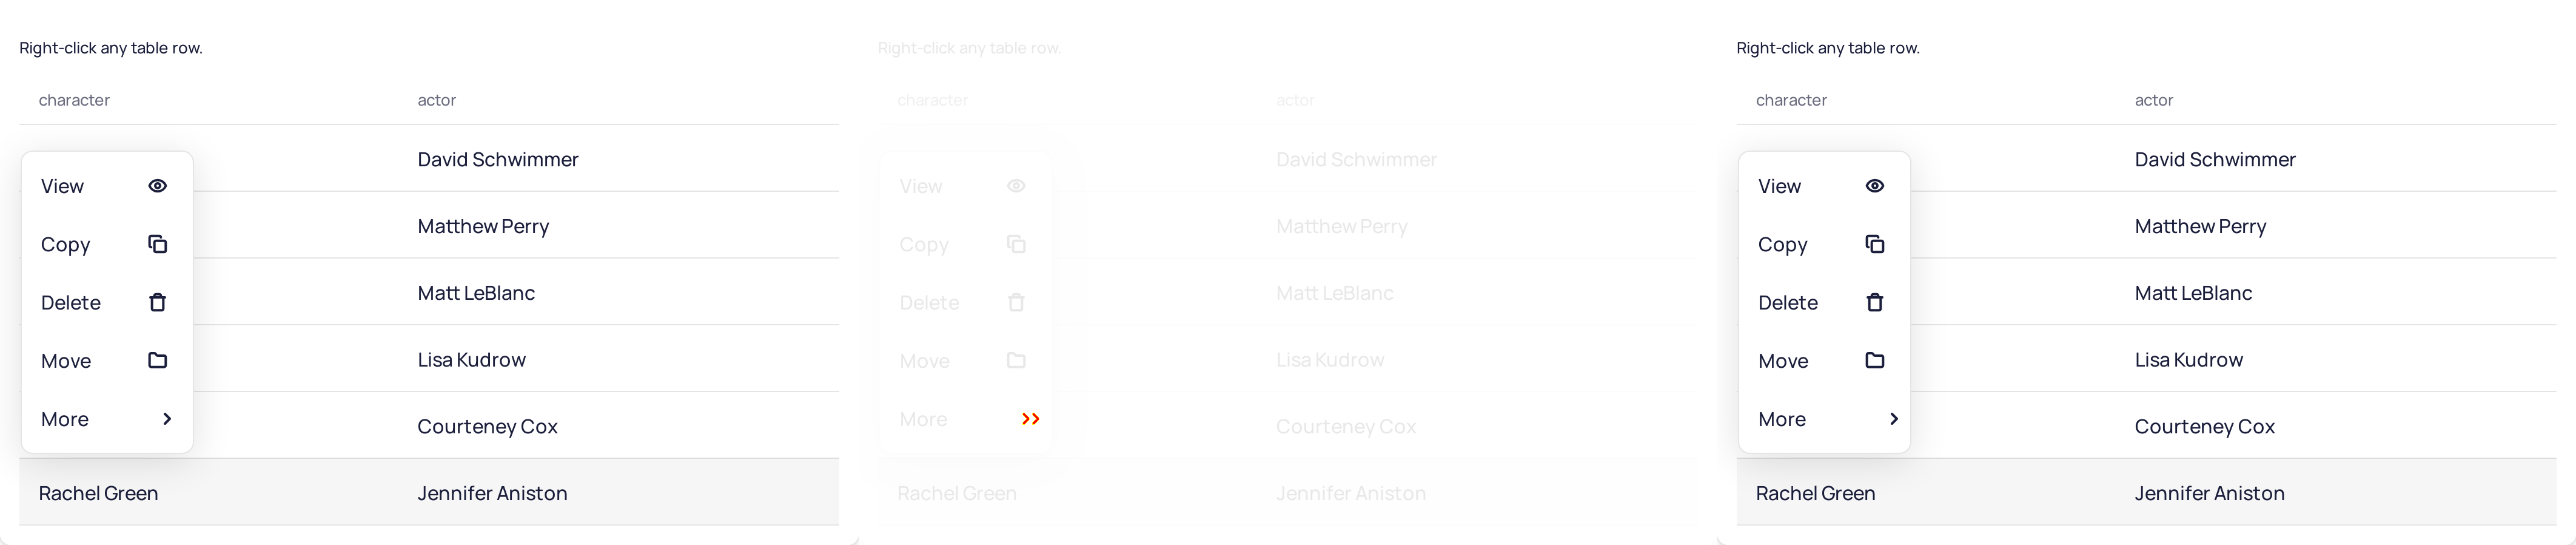 Right-click any table row.
character actor
David Schwimmer
View
Matthew Perry
Copy
Matt LeBlanc
Delete
Lisa Kudrow
Move
More
Courteney Cox
Rachel Green Jennifer Aniston
Right-click any table row.
character actor
David Schwimmer
View
Matthew Perry
Copy
Matt LeBlanc
Delete
Lisa Kudrow
Move
More
Courteney Cox
Rachel Green Jennifer Aniston
Right-click any table row.
character actor
David Schwimmer
View
Matthew Perry
Copy
Matt LeBlanc
Delete
Lisa Kudrow
Move
More
Courteney Cox
Rachel Green Jennifer Aniston